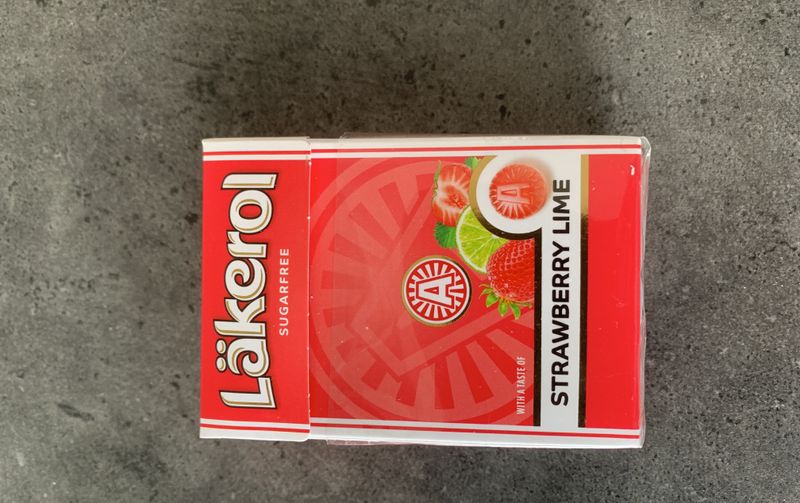 Läkerol
SUGARFREE
A
A
WITH A TASTE OF
STRAWBERRY LIME